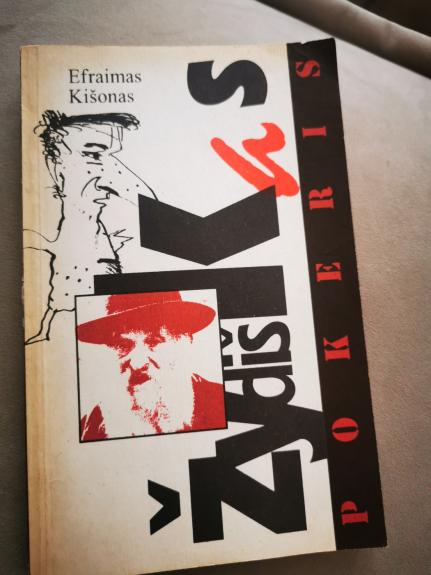 Efraimas
Kišonas
Žydiškas
POKERIS